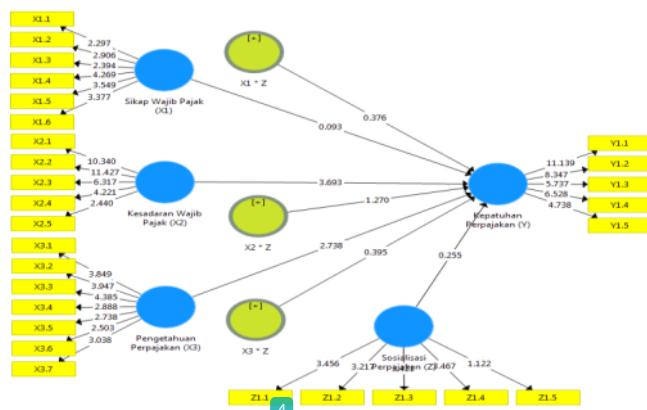 X1.1
X1.2
X1.3
X1.4
X1.5
X1.6
2.297
2.906
2.394
4.269
3.549
3.377
Sikap Wajib Pajak
(X1)
[+]
X1 * Z
0.376
0.093
X2.1
X2.2
X2.3
X2.4
X2.5
10.340
11.427
6.317
4.221
2.440
Kesadaran Wajib
Pajak (X2)
3.693
[+]
X2 * Z
1.270
X3.1
X3.2
X3.3
X3.4
X3.5
X3.6
X3.7
3.849
3.947
4.385
2.888
2.738
2.503
3.038
Pengetahuan
Perpajakan (X3)
2.738
[+]
X3 * Z
0.395
Kepatuhan
Perpajakan (Y)
11.139
8.347
5.737
6.528
4.738
Y1.1
Y1.2
Y1.3
Y1.4
Y1.5
0.255
Sosialisasi
Perpajakan (Z)
3.456
3.217
3.467
1.122
Z1.1
Z1.2
Z1.3
Z1.4
Z1.5
4